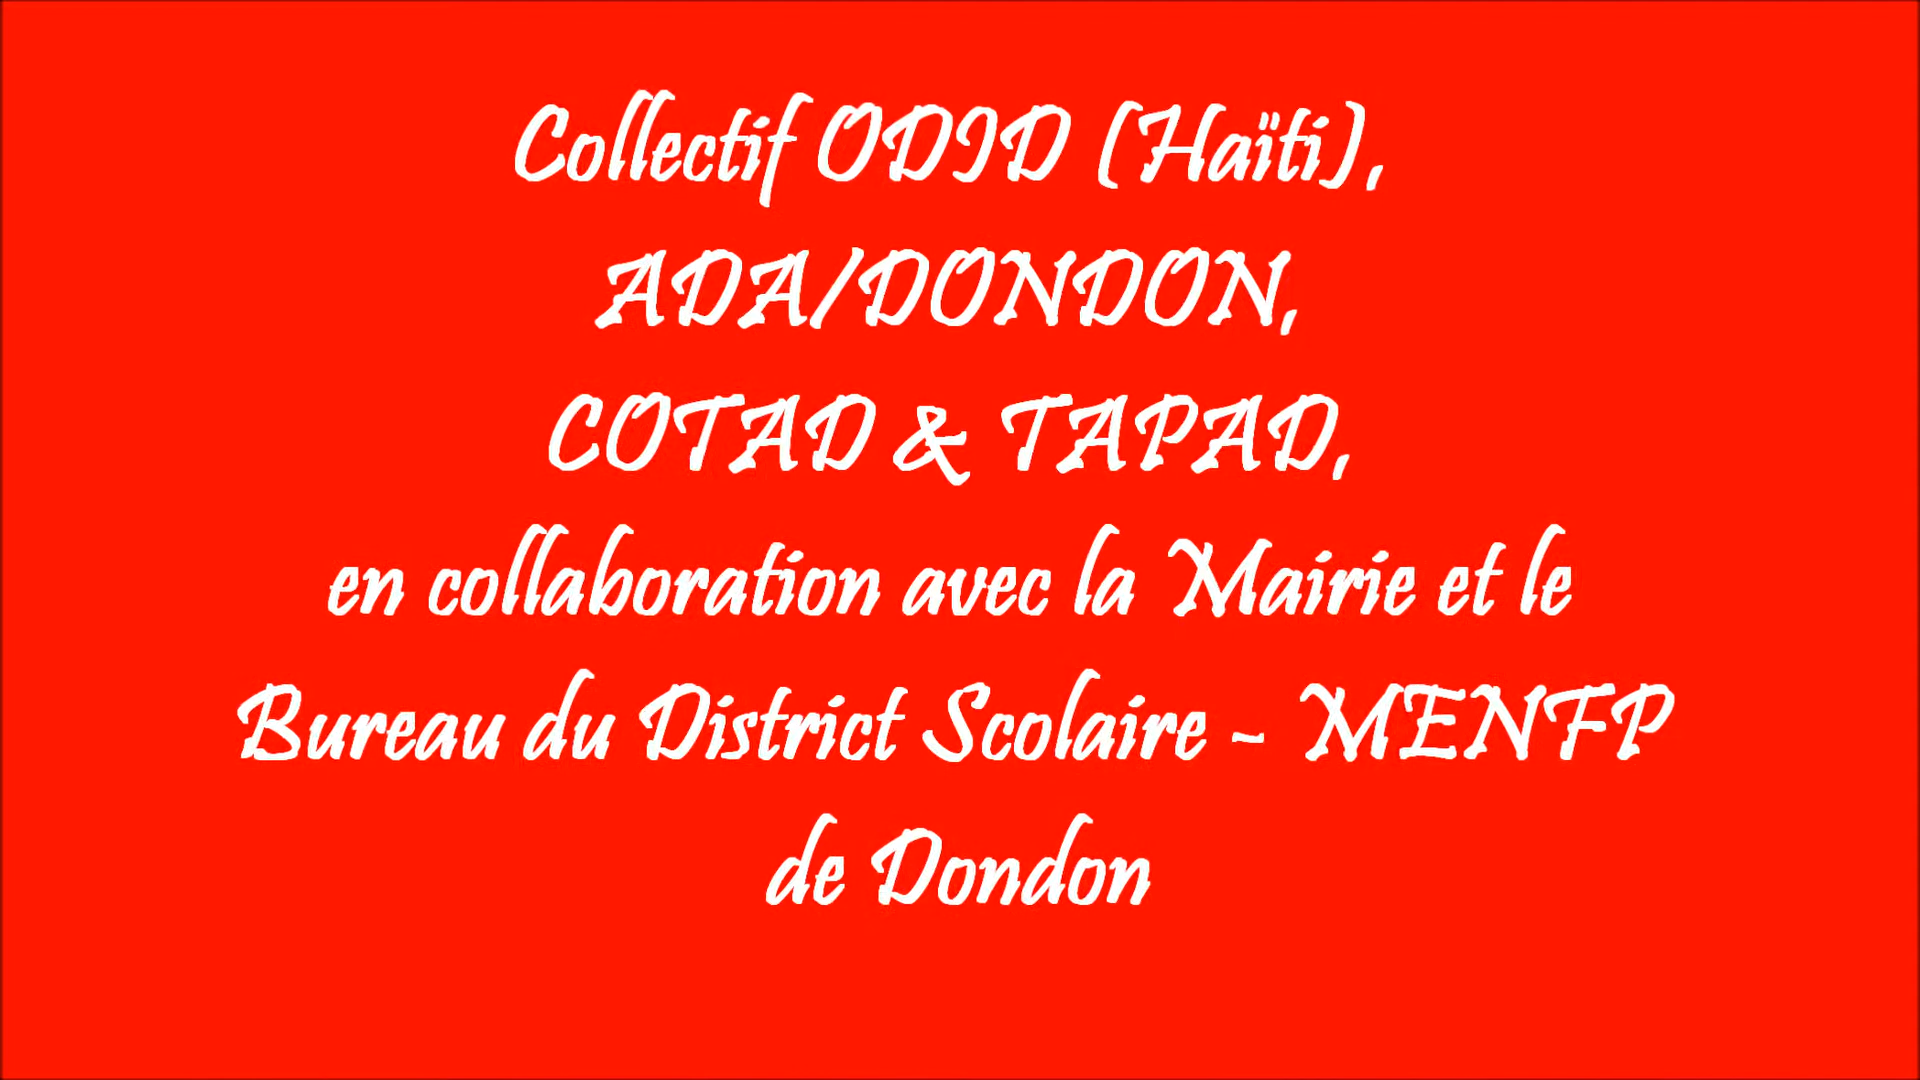 Collectif ODID (Haïti),
ADA/DONDON,
COTAD & TAPAD,
en collaboration avec la Mairie et le
Bureau du District Scolaire - MENFP
de Dondon